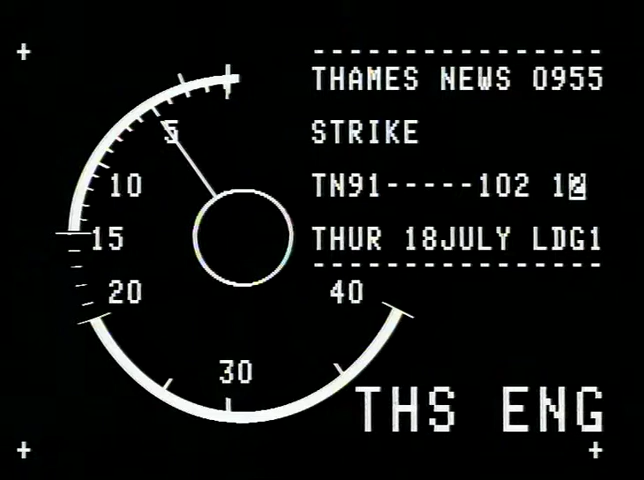 THAMES NEWS 0955
STRIKE
TN91-----102 12
THUR 18JULY LDG1
5
10
15
20
30
40
THS ENG